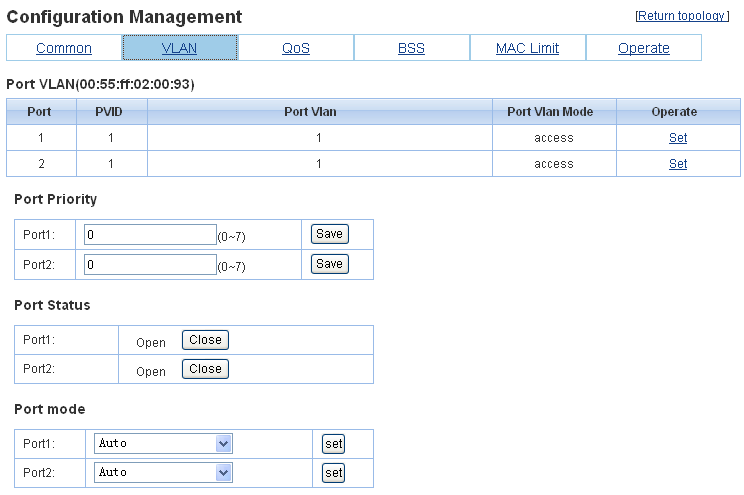 Configuration Management [Return topology]
Common VLAN QoS BSS MAC Limit Operate
Port VLAN(00:55:ff:02:00:93)
Port PVID Port Vlan Port Vlan Mode Operate
1 1 1 access Set
2 1 1 access Set
Port Priority
Port1: 0 (0~7) Save
Port2: 0 (0~7) Save
Port Status
Port1: Open Close
Port2: Open Close
Port mode
Port1: Auto set
Port2: Auto set